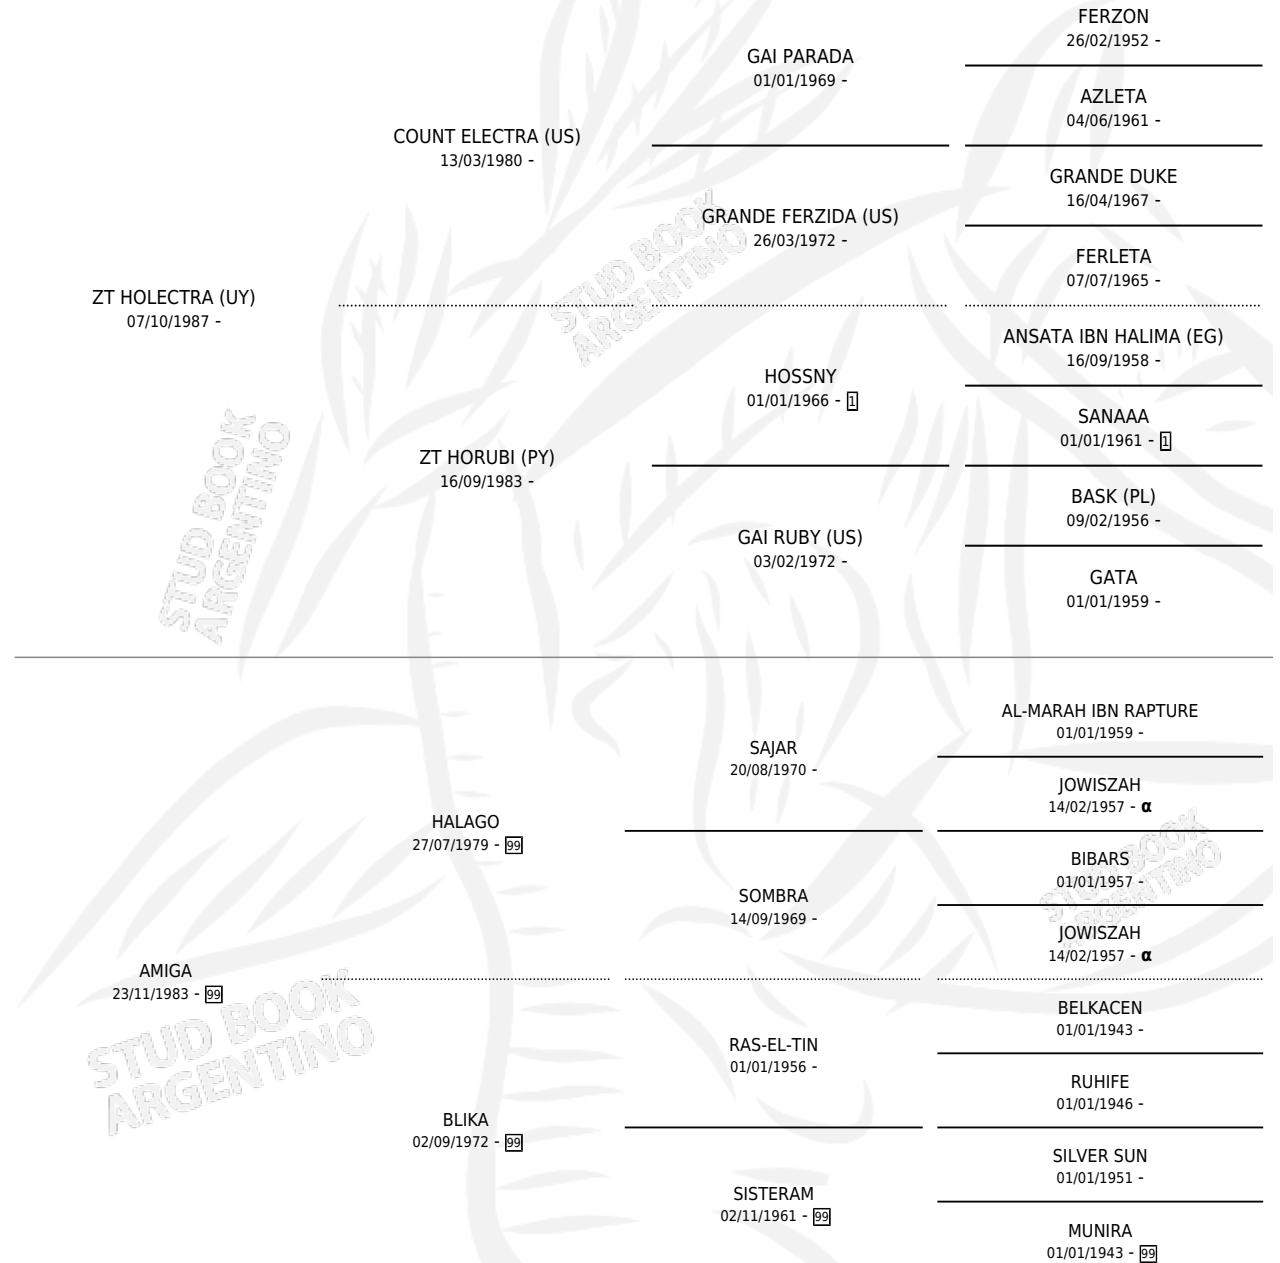 FERZON
26/02/1952 -
GAI PARADA
01/01/1969 -
AZLETA
04/06/1961 -
COUNT ELECTRA (US)
13/03/1980 -
GRANDE DUKE
16/04/1967 -
GRANDE FERZIDA (US)
26/03/1972 -
FERLETA
07/07/1965 -
ZT HOLECTRA (UY)
07/10/1987 -
ANSATA IBN HALIMA (EG)
16/09/1958 -
HOSSNY
01/01/1966 - 1
SANAAA
01/01/1961 - 1
ZT HORUBI (PY)
16/09/1983 -
BASK (PL)
09/02/1956 -
GAI RUBY (US)
03/02/1972 -
GATA
01/01/1959 -
AL-MARAH IBN RAPTURE
01/01/1959 -
SAJAR
20/08/1970 -
JOWISZAH
14/02/1957 - α
HALAGO
27/07/1979 - 99
BIBARS
01/01/1957 -
SOMBRA
14/09/1969 -
JOWISZAH
14/02/1957 - α
AMIGA
23/11/1983 - 99
BELKACEN
01/01/1943 -
RAS-EL-TIN
01/01/1956 -
RUHIFE
01/01/1946 -
BLIKA
02/09/1972 - 99
SILVER SUN
01/01/1951 -
SISTERAM
02/11/1961 - 99
MUNIRA
01/01/1943 - 99
STUD BOOK
ARGENTINO
STUD BOOK
ARGENTINO
STUD BOOK
ARGENTINO
STUD BOOK
ARGENTINO